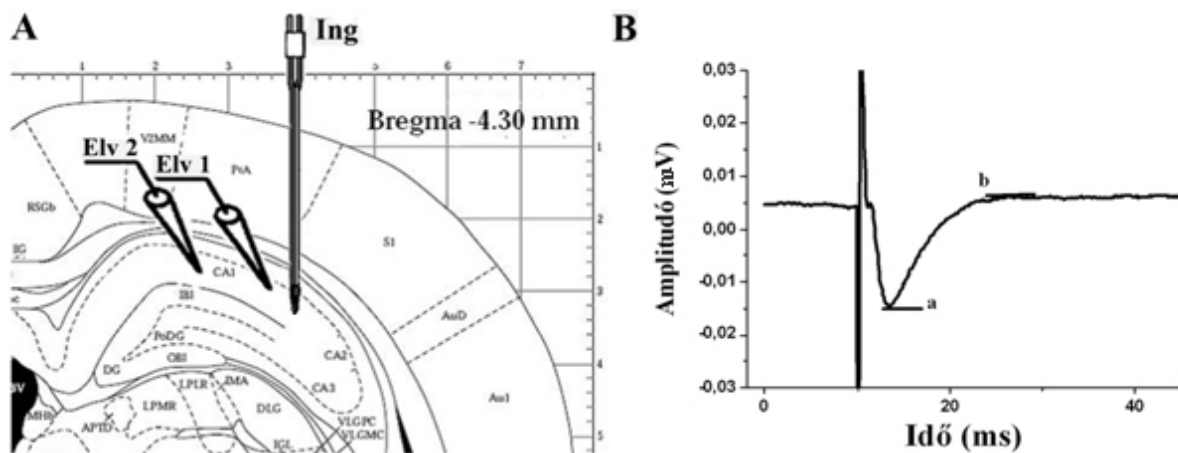 A
Ing
1 2 3 5 6 7
Bregma -4.30 mm
1
V2MM
Elv 2
Elv 1
PtA
RSGb
2
IG
S1
CA1
3
AuD
PoDG
CA2
DG
OBI
4
CA3
LPLR
IMA
Au1
MHb
LPMR
DLG
APTD
VLGPC
VLGMC
IGL
5
B
0,03
0,02
0,01
0,00
-0,01
-0,02
-0,03
Amplitudó (mV)
b
a
0 20 40
Idő (ms)